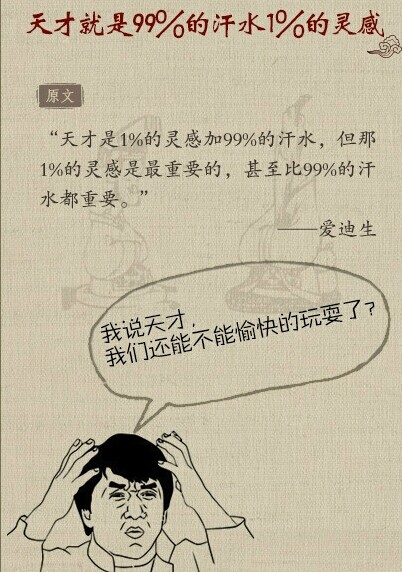 天才就是99%的汗水1%的灵感
原文
“天才是1%的灵感加99%的汗水，但那
1%的灵感是最重要的，甚至比99%的汗
水都重要。”
——爱迪生
我说天才，
我们还能不能愉快的玩耍了？